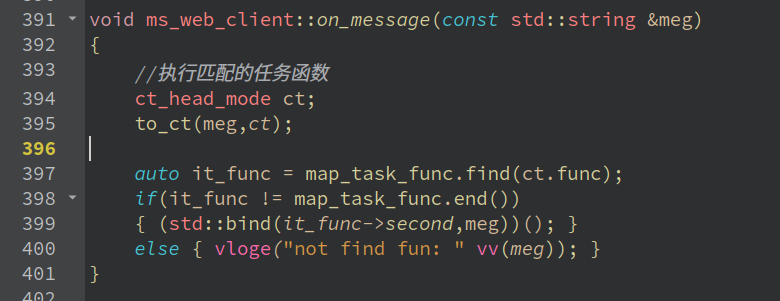 391 void ms_web_client::on_message(const std::string &meg)
392 {
393     //执行匹配的任务函数
394     ct_head_mode ct;
395     to_ct(meg,ct);
396
397     auto it_func = map_task_func.find(ct.func);
398     if(it_func != map_task_func.end())
399     { (std::bind(it_func->second,meg))(); }
400     else { vloge("not find fun: " vv(meg)); }
401 }
402